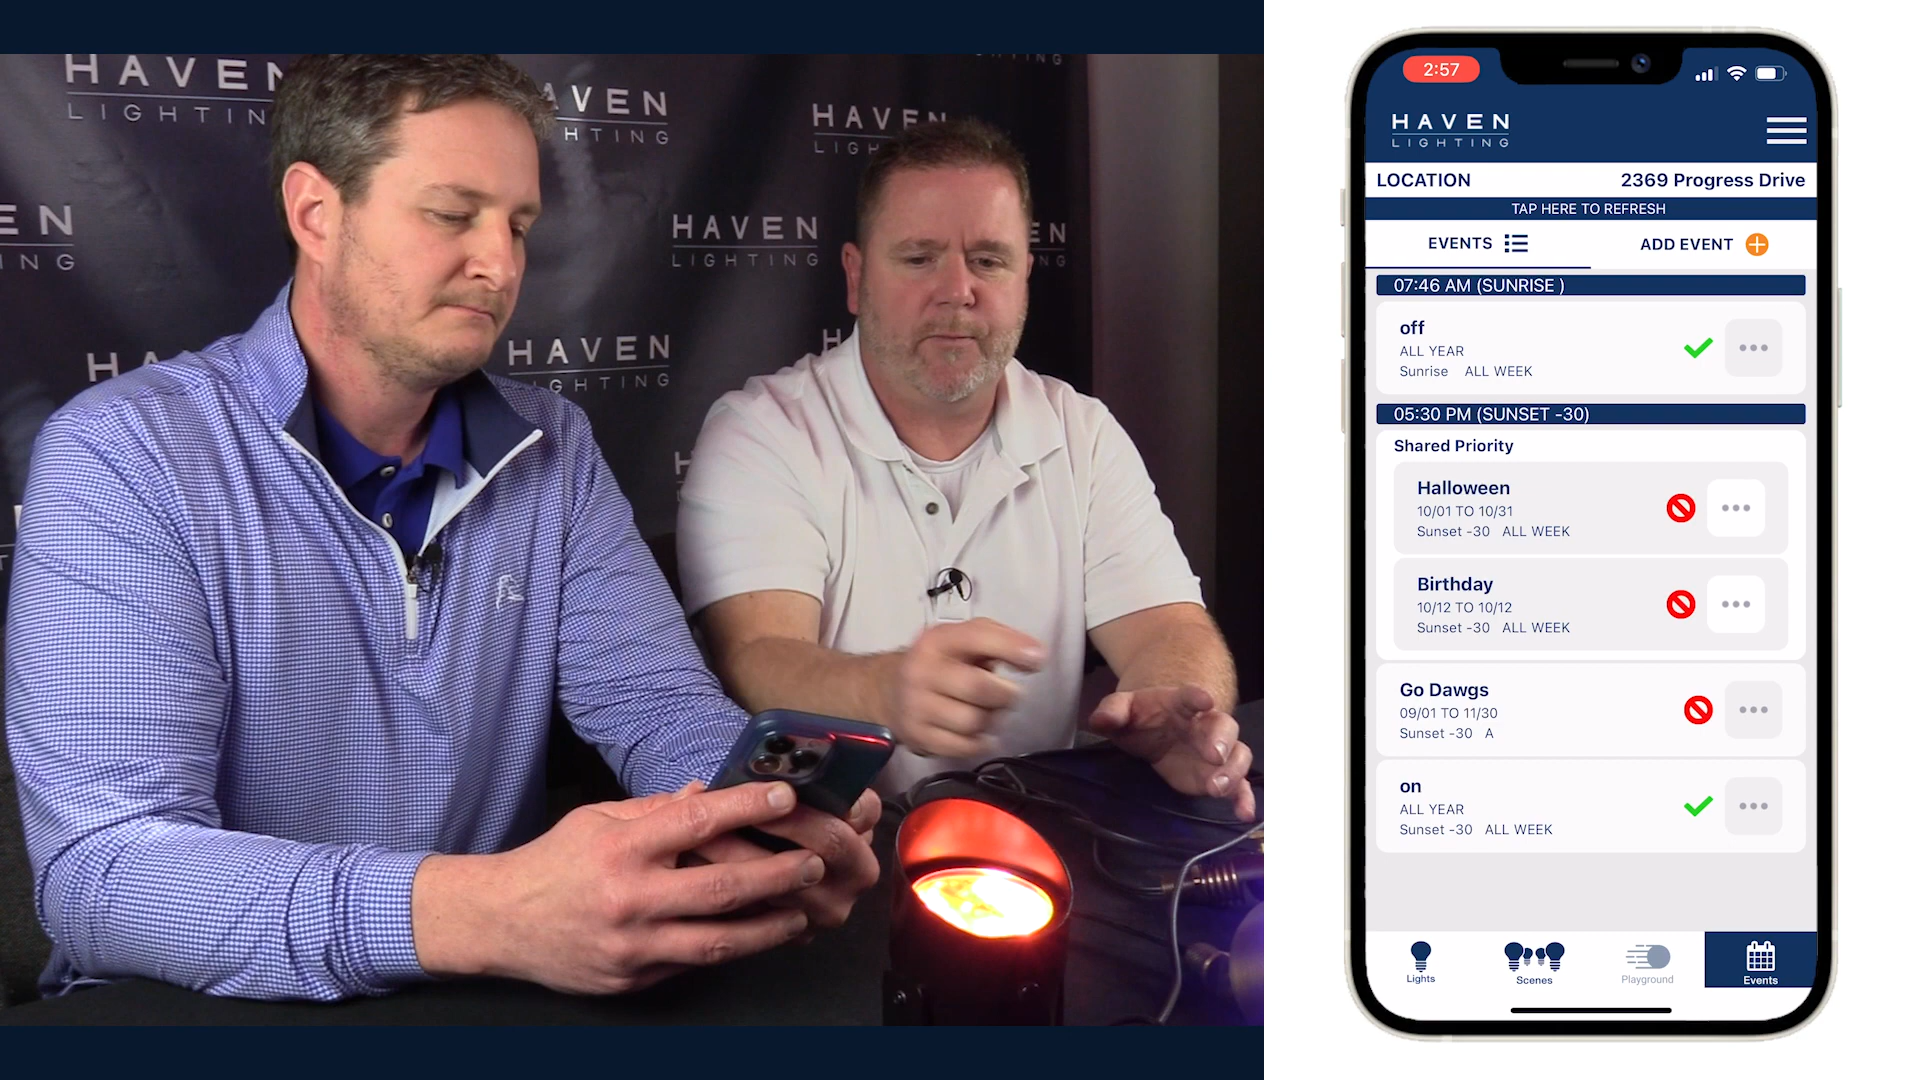 HAVEN
LIGHTING
HAVEN
LIGHTING
HAVEN
LIGHTING
HAVEN
LIGHTING
2:57
HAVEN
LIGHTING
LOCATION 2369 Progress Drive
TAP HERE TO REFRESH
EVENTS ADD EVENT
07:46 AM (SUNRISE )
off
ALL YEAR
Sunrise ALL WEEK
05:30 PM (SUNSET -30)
Shared Priority
Halloween
10/01 TO 10/31
Sunset -30 ALL WEEK
Birthday
10/12 TO 10/12
Sunset -30 ALL WEEK
Go Dawgs
09/01 TO 11/30
Sunset -30 A
on
ALL YEAR
Sunset -30 ALL WEEK
Lights
Scenes
Playground
Events